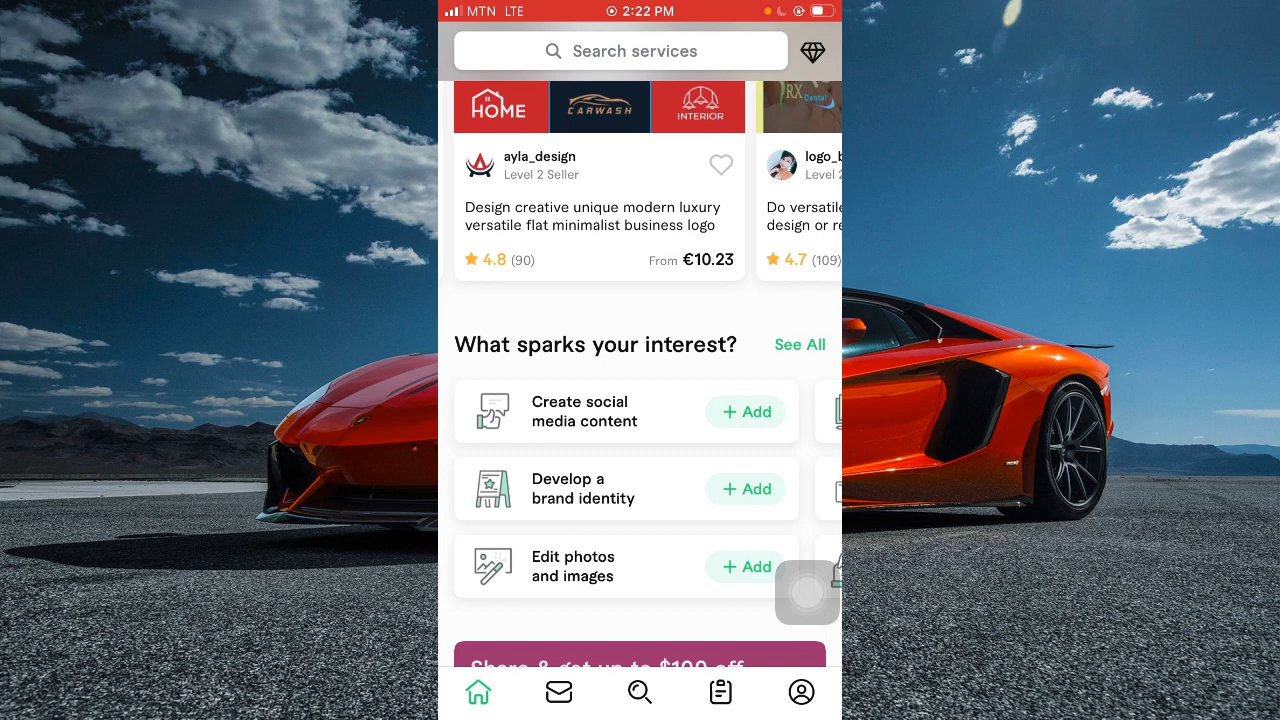 MTN LTE 2:22 PM
Search services
HOME
CARWASH
INTERIOR
RX
Dental
ayla_design
Level 2 Seller
Design creative unique modern luxury
versatile flat minimalist business logo
4.8 (90)
From €10.23
logo_b
Level 2
Do versatile
design or re
4.7 (109)
What sparks your interest?
See All
Create social
media content
+ Add
Develop a
brand identity
+ Add
Edit photos
and images
+ Add
Share & get up to $100 off